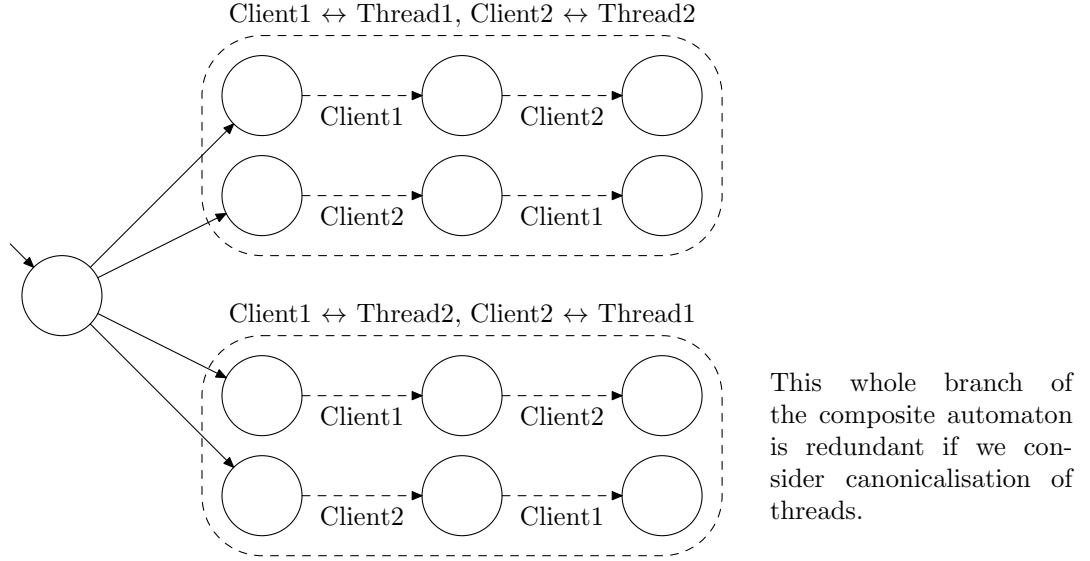 Client1 ↔ Thread1, Client2 ↔ Thread2
Client1 Client2
Client2 Client1
Client1 ↔ Thread2, Client2 ↔ Thread1
Client1 Client2
Client2 Client1
This whole branch of
the composite automaton
is redundant if we con-
sider canonicalisation of
threads.